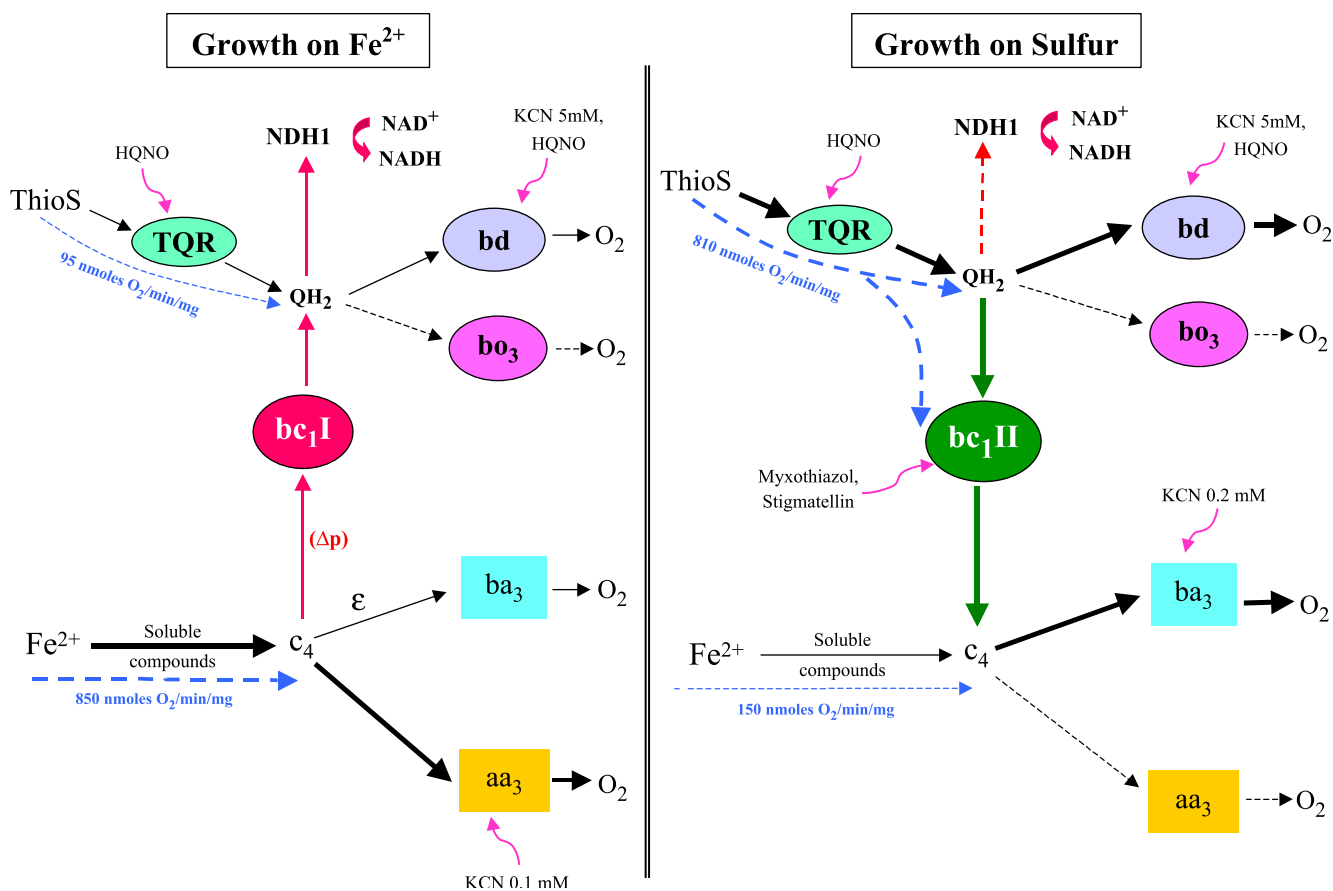 Growth on Fe²⁺
HQNO
NDH1
NAD⁺
NADH
KCN 5mM,
HQNO
ThioS
TQR
95 nmoles O₂/min/mg
QH₂
bd
O₂
bo₃
O₂
bc₁I
(Δp)
ε
ba₃
O₂
Fe²⁺
Soluble
compounds
c₄
850 nmoles O₂/min/mg
aa₃
O₂
KCN 0.1 mM
Growth on Sulfur
HQNO
NDH1
NAD⁺
NADH
KCN 5mM,
HQNO
ThioS
TQR
810 nmoles O₂/min/mg
QH₂
bd
O₂
bo₃
O₂
bc₁II
Myxothiazol,
Stigmatellin
KCN 0.2 mM
ba₃
O₂
Fe²⁺
Soluble
compounds
c₄
150 nmoles O₂/min/mg
aa₃
O₂